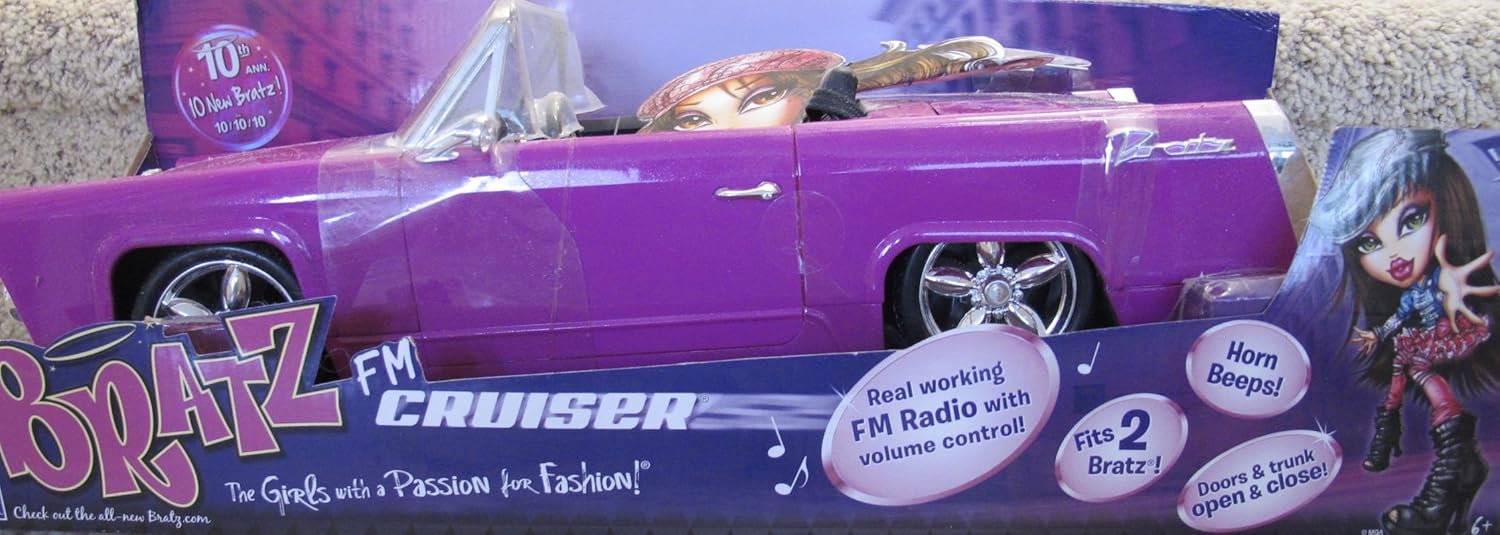 10th
ANN.
10 New Bratz!
10/10/10
Bratz
BRATZ
FM
CRUISER®
The Girls with a Passion for Fashion!®
Check out the all-new Bratz.com
Real working
FM Radio with
volume control!
Fits 2
Bratz®!
Horn
Beeps!
Doors & trunk
open & close!
© MGA
6+